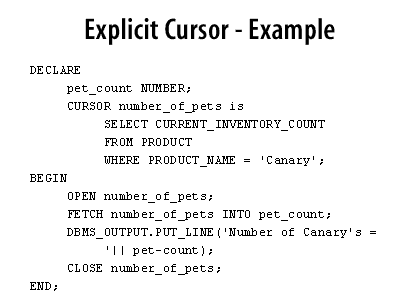 Explicit Cursor - Example
DECLARE
pet_count NUMBER;
CURSOR number_of_pets is
SELECT CURRENT_INVENTORY_COUNT
FROM PRODUCT
WHERE PRODUCT_NAME = 'Canary';
BEGIN
OPEN number_of_pets;
FETCH number_of_pets INTO pet_count;
DBMS_OUTPUT.PUT_LINE('Number of Canary's =
'|| pet-count);
CLOSE number_of_pets;
END;